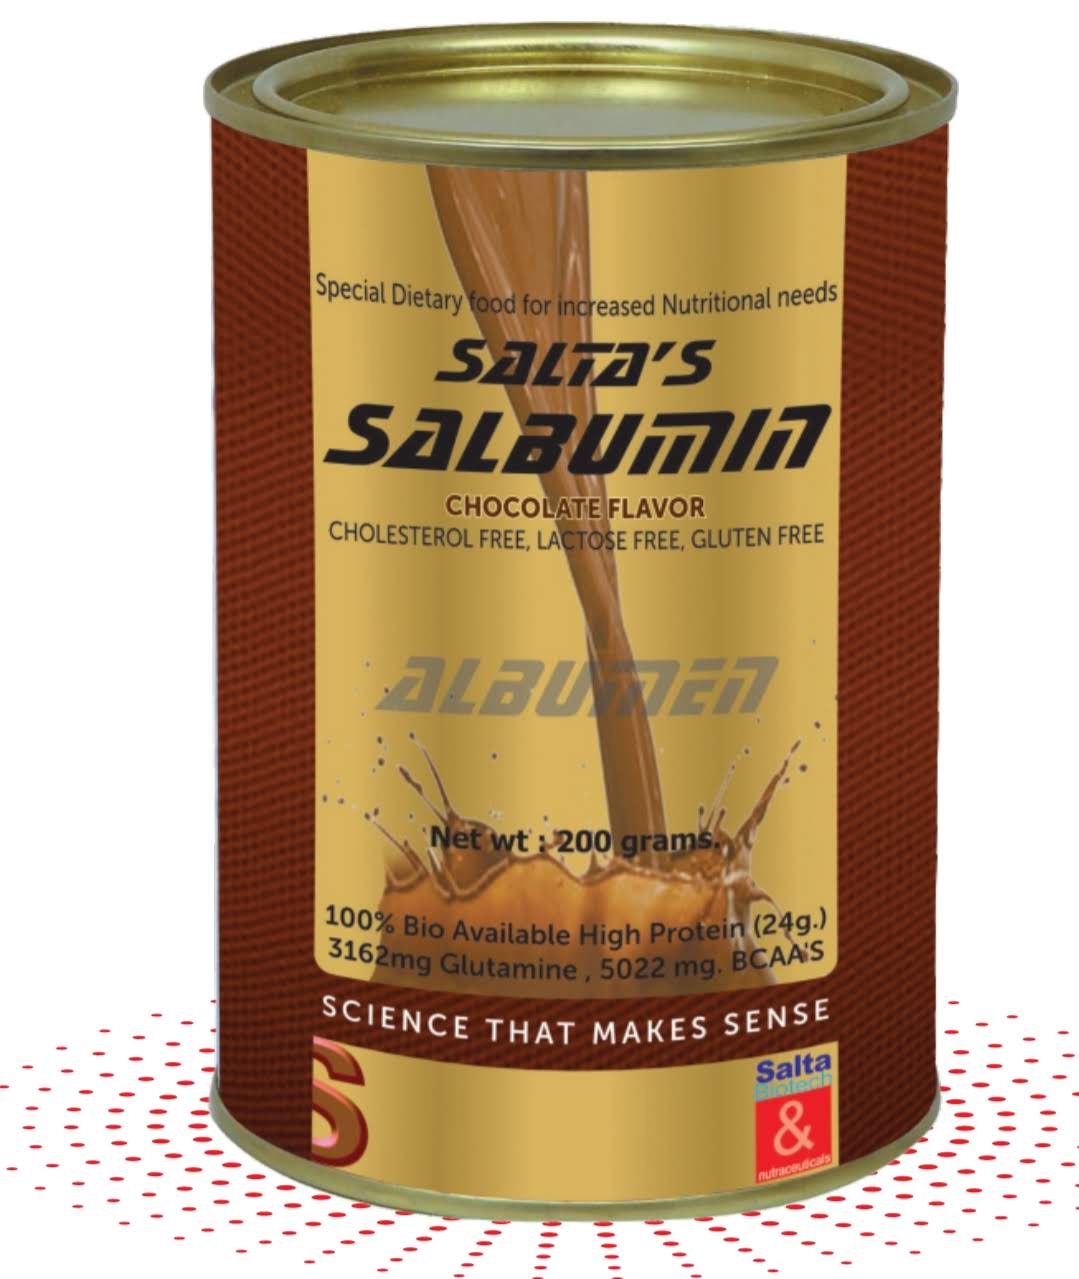 Special Dietary food for increased Nutritional needs
SALTA'S
SALBUMIN
CHOCOLATE FLAVOR
CHOLESTEROL FREE, LACTOSE FREE, GLUTEN FREE
ALBUMEN
Net wt : 200 grams.
100% Bio Available High Protein (24g.)
3162mg Glutamine , 5022 mg. BCAA'S
SCIENCE THAT MAKES SENSE
S
Salta
Biotech
&
nutraceuticals